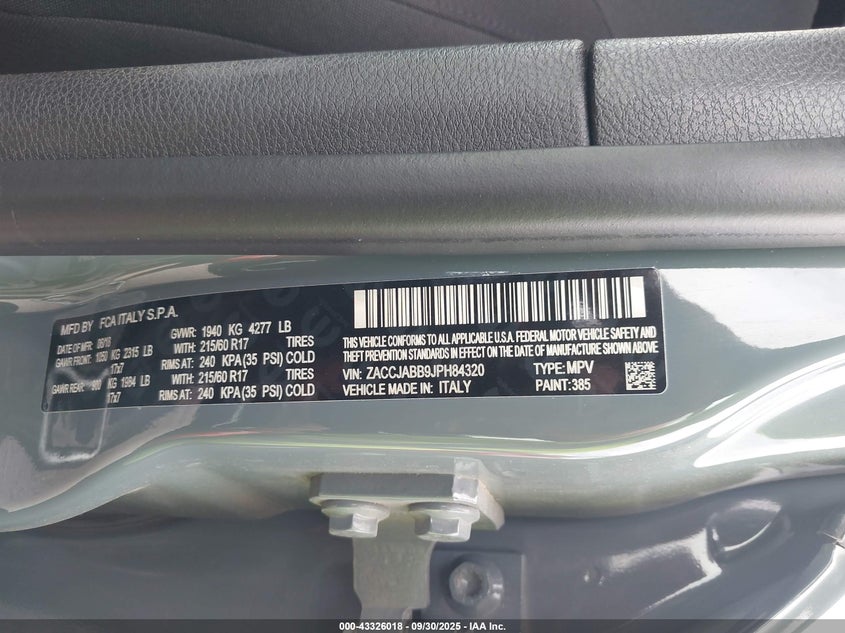 MFD BY FCA ITALY S.P.A.
DATE OF MFR 08/18 GVWR: 1940 KG 4277 LB
GAWR FRONT: 1050 KG 2315 LB WITH: 215/60 R17 TIRES
17x7 RIMS AT: 240 KPA(35 PSI) COLD
GAWR REAR: 900 KG 1984 LB WITH: 215/60 R17 TIRES
17x7 RIMS AT: 240 KPA(35 PSI) COLD
THIS VEHICLE CONFORMS TO ALL APPLICABLE U.S.A. FEDERAL MOTOR VEHICLE SAFETY AND
THEFT PREVENTION STANDARDS IN EFFECT ON THE DATE OF MANUFACTURE SHOWN ABOVE
VIN: ZACCJABB9JPH84320 TYPE: MPV
VEHICLE MADE IN: ITALY PAINT: 385
000-43326018 - 09/30/2025 - IAA Inc.